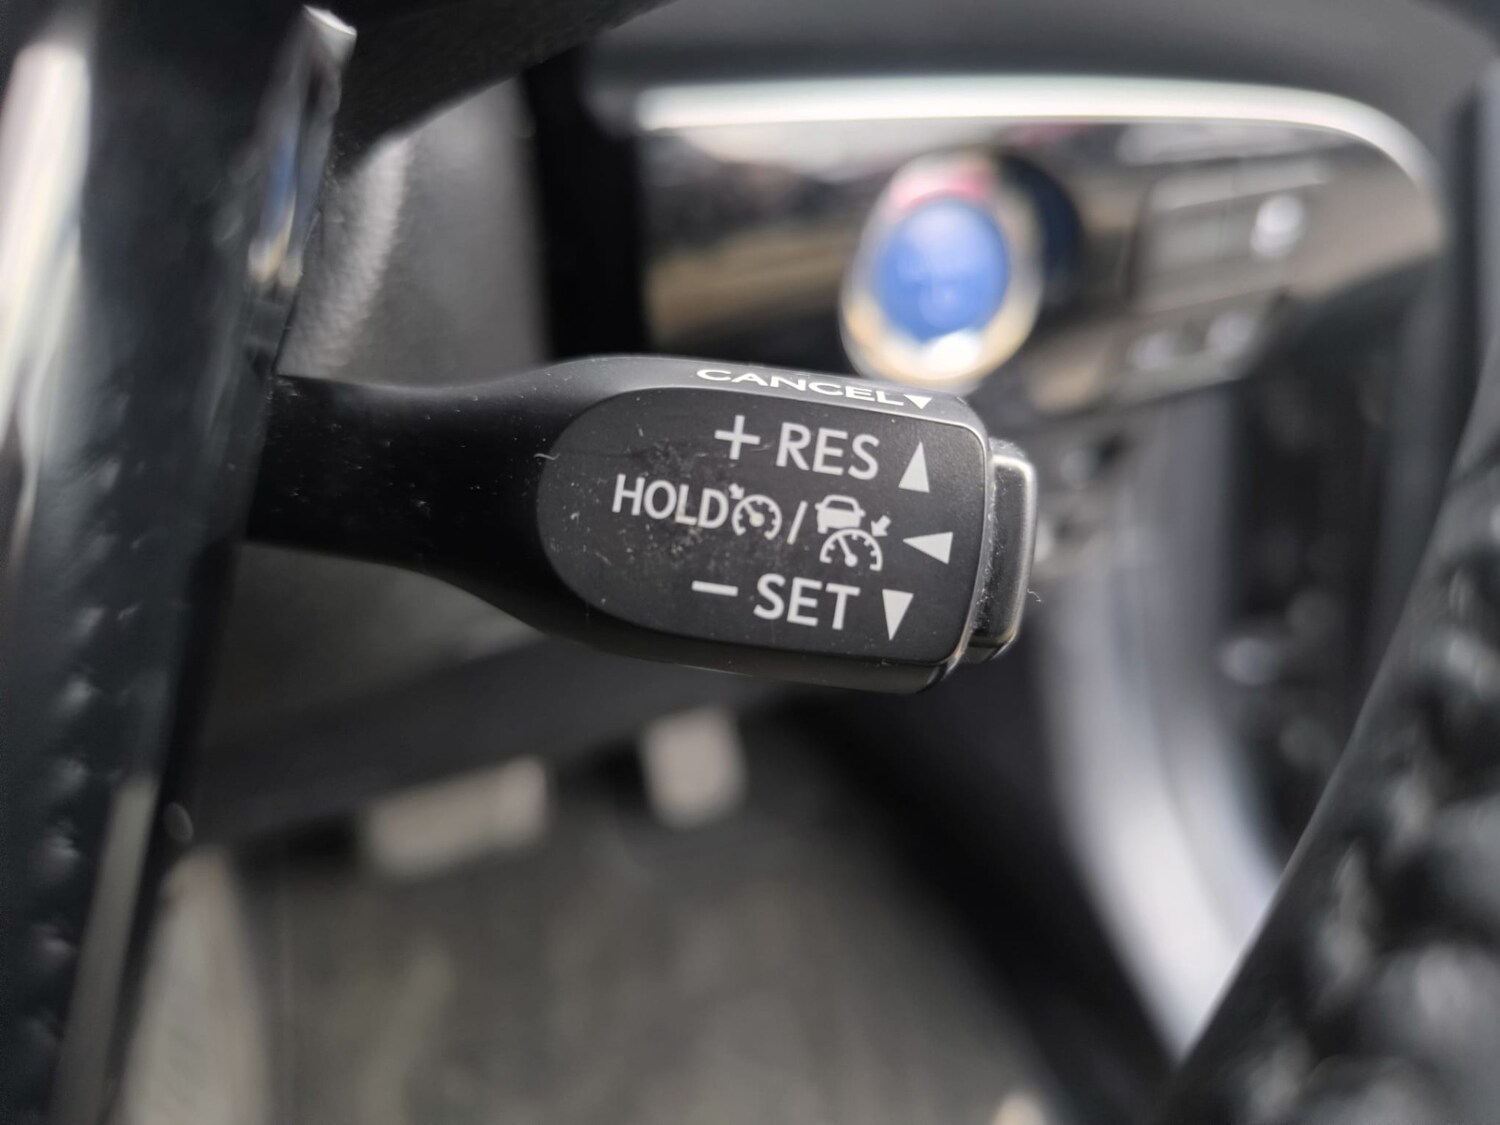 CANCEL▼
+ RES ▲
HOLD / ◀
− SET ▼